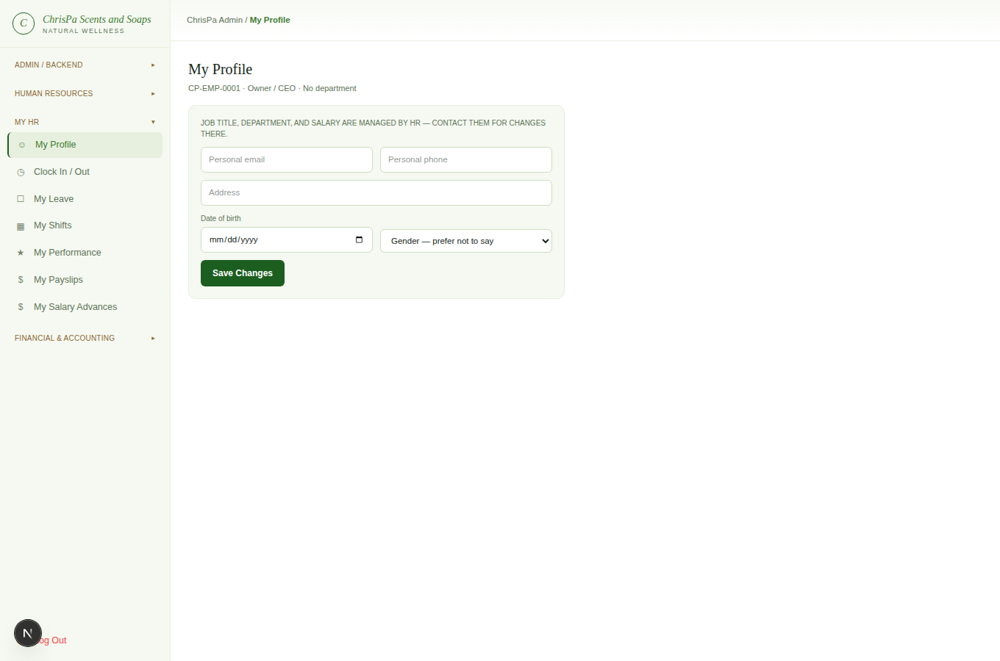 C
ChrisPa Scents and Soaps
NATURAL WELLNESS
ADMIN / BACKEND
HUMAN RESOURCES
MY HR
My Profile
Clock In / Out
My Leave
My Shifts
My Performance
$ My Payslips
$ My Salary Advances
FINANCIAL & ACCOUNTING
N
og Out
ChrisPa Admin / My Profile
My Profile
CP-EMP-0001 · Owner / CEO · No department
JOB TITLE, DEPARTMENT, AND SALARY ARE MANAGED BY HR — CONTACT THEM FOR CHANGES
THERE.
Personal email
Personal phone
Address
Date of birth
mm/dd/yyyy
Gender — prefer not to say
Save Changes